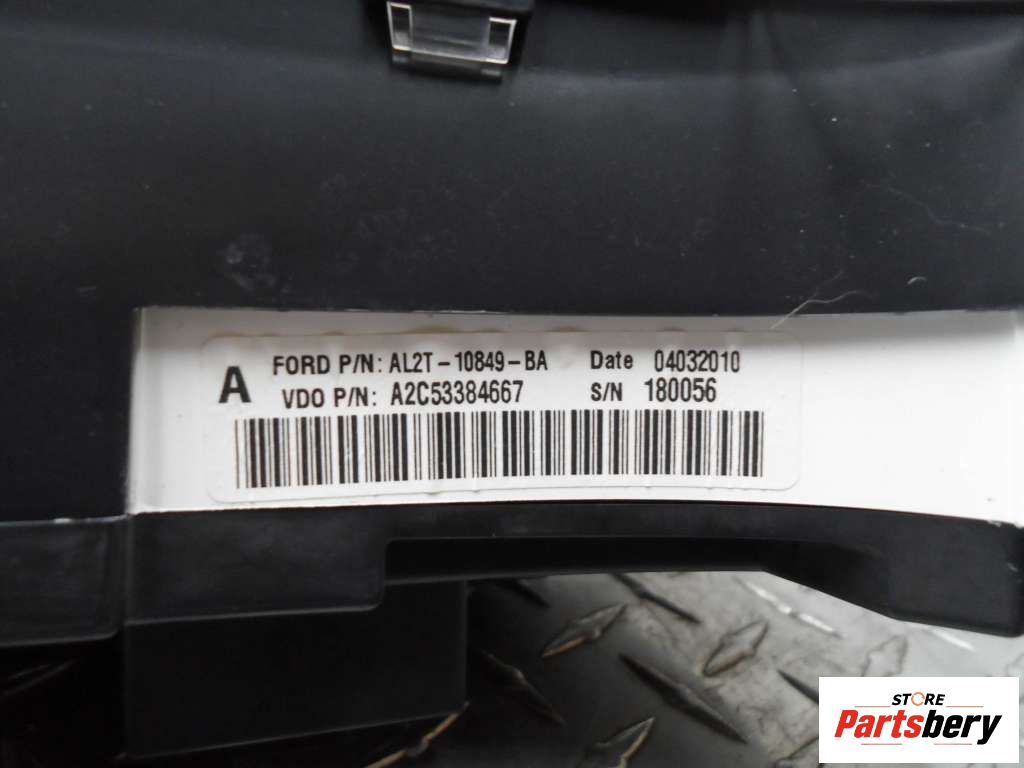 A
FORD P/N: AL2T-10849-BA Date 04032010
VDO P/N: A2C53384667 S/N 180056
STORE
Partsbery